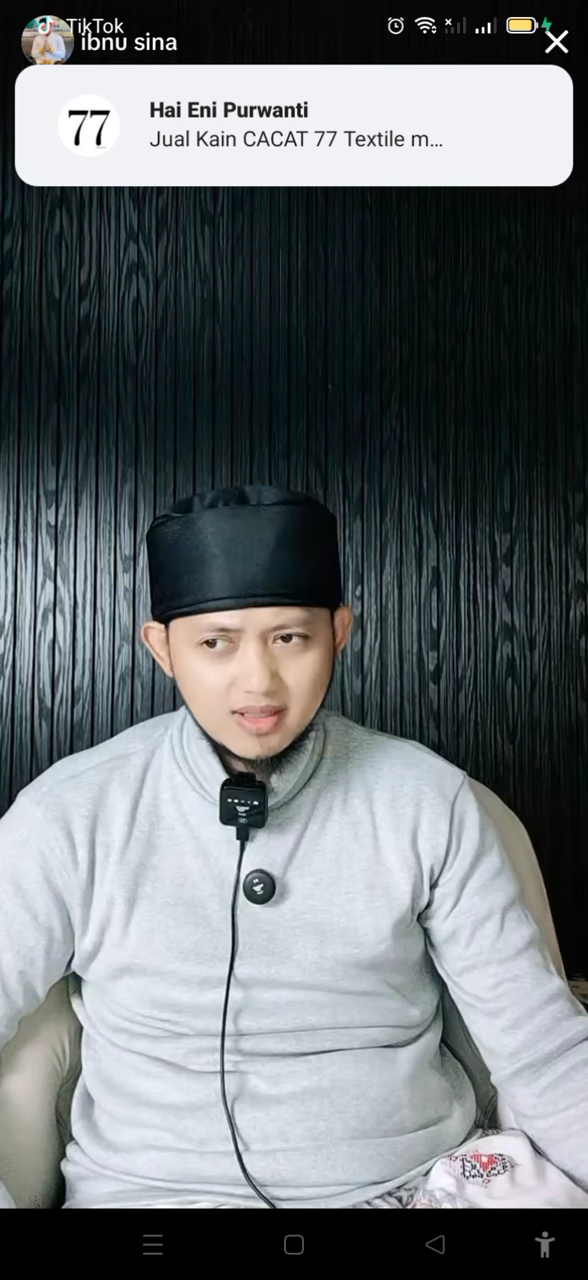 TikTok
ibnu sina
77
Hai Eni Purwanti
Jual Kain CACAT 77 Textile m...